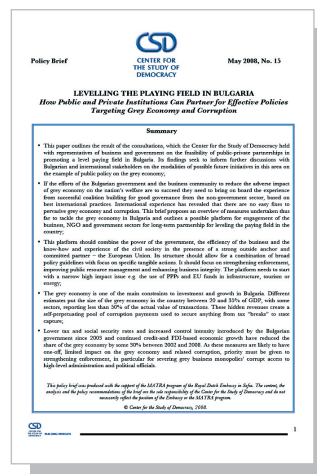 CSD
Policy Brief
May 2008, No. 15
CENTER FOR
THE STUDY OF
DEMOCRACY
LEVELLING THE PLAYING FIELD IN BULGARIA
How Public and Private Institutions Can Partner for Effective Policies
Targeting Grey Economy and Corruption
Summary
• This paper outlines the result of the consultations, which the Center for the Study of Democracy held
with representatives of business and government on the feasibility of public-private partnerships in
promoting a level paying field in Bulgaria. Its findings seek to inform further discussions with
Bulgarian and international stakeholders on the modalities of possible future initiatives in this area on
the example of public policy on the grey economy;
• If the efforts of the Bulgarian government and the business community to reduce the adverse impact
of grey economy on the nation's welfare are to succeed they need to bring on board the experience
from successful coalition building for good governance from the non-government sector, based on
best international practices. International experience has revealed that there are no easy fixes to
pervasive grey economy and corruption. This brief proposes an overview of measures undertaken thus
far to tackle the grey economy in Bulgaria and outlines a possible platform for engagement of the
business, NGO and government sectors for long-term partnership for leveling the paying field in the
country;
• This platform should combine the power of the government, the efficiency of the business and the
know-how and experience of the civil society in the presence of a strong outside anchor and
committed partner – the European Union. Its structure should allow for a combination of broad
policy guidelines with focus on specific tangible actions. It should focus on strengthening enforcement,
improving public resource management and enhancing business integrity. The platform needs to start
with a narrow high impact issue e.g. the use of PPPs and EU funds in infrastructure, tourism or
energy;
• The grey economy is one of the main constraints to investment and growth in Bulgaria. Different
estimates put the size of the grey economy in the country between 20 and 35% of GDP, with some
sectors, reporting less than 50% of the actual value of transactions. These hidden revenues create a
self-perpetuating pool of corruption payments used to secure anything from tax "breaks" to state
capture;
• Lower tax and social security rates and increased control intensity introduced by the Bulgarian
government since 2003 and continued credit-and FDI-based economic growth have reduced the
share of the grey economy by some 50% between 2002 and 2008. As these measures are likely to have
one-off, limited impact on the grey economy and related corruption, priority must be given to
strengthening enforcement, in particular for severing grey business monopolies' corrupt access to
high-level administration and political officials.
This policy brief was produced with the support of the MATRA program of the Royal Dutch Embassy in Sofia. The content, the
analyses and the policy recommendations of the brief are the sole responsibility of the Center for the Study of Democracy and do not
necessarily reflect the position of the Embassy or the MATRA program.
© Center for the Study of Democracy, 2008.
CSD
1